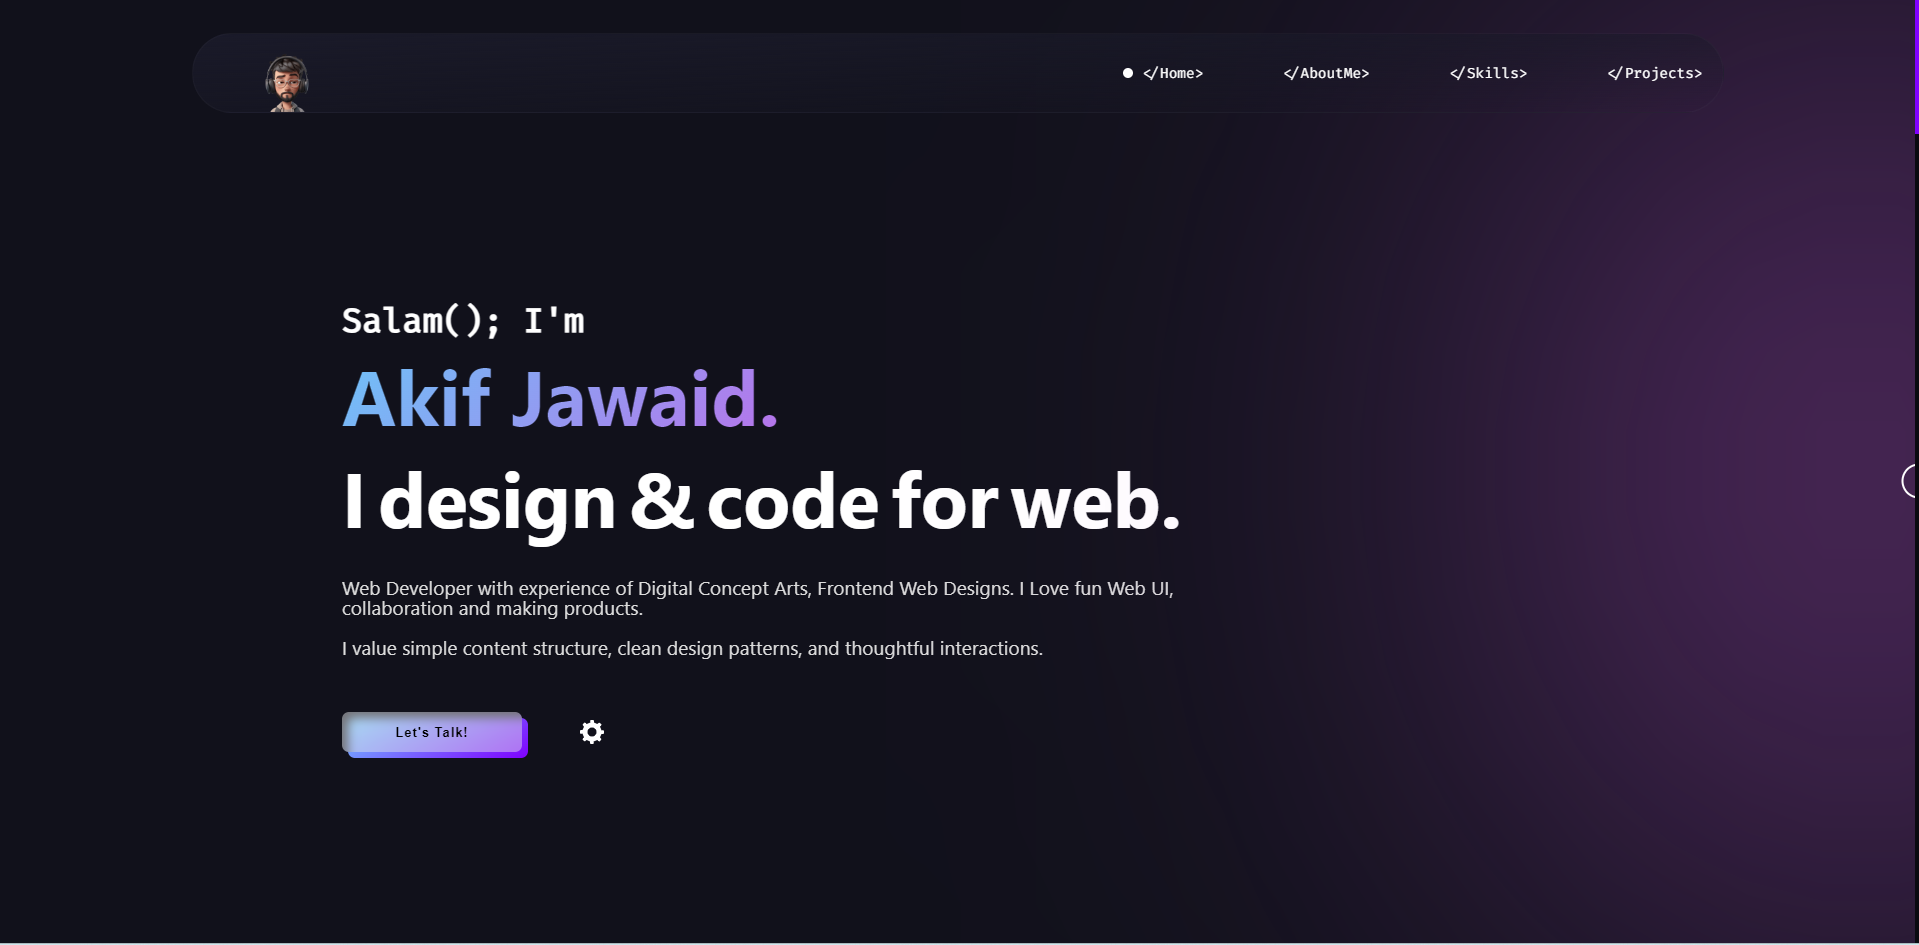 </Home> </AboutMe> </Skills> </Projects>
Salam(); I'm
Akif Jawaid.
I design & code for web.
Web Developer with experience of Digital Concept Arts, Frontend Web Designs. I Love fun Web UI,
collaboration and making products.
I value simple content structure, clean design patterns, and thoughtful interactions.
Let's Talk!